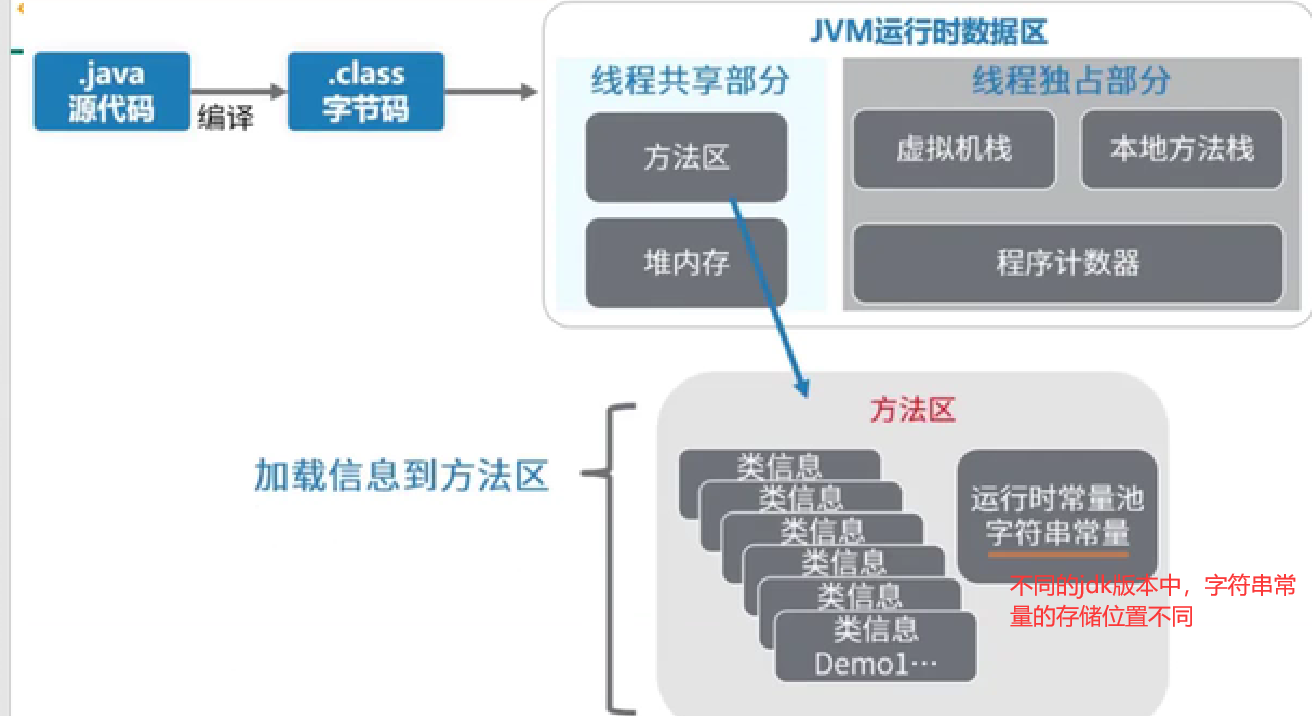 .java
源代码
编译
.class
字节码
JVM运行时数据区
线程共享部分
方法区
堆内存
线程独占部分
虚拟机栈
本地方法栈
程序计数器
加载信息到方法区
方法区
类信息
类信息
类信息
类信息
类信息
类信息
Demo1…
运行时常量池
字符串常量
不同的jdk版本中，字符串常
量的存储位置不同